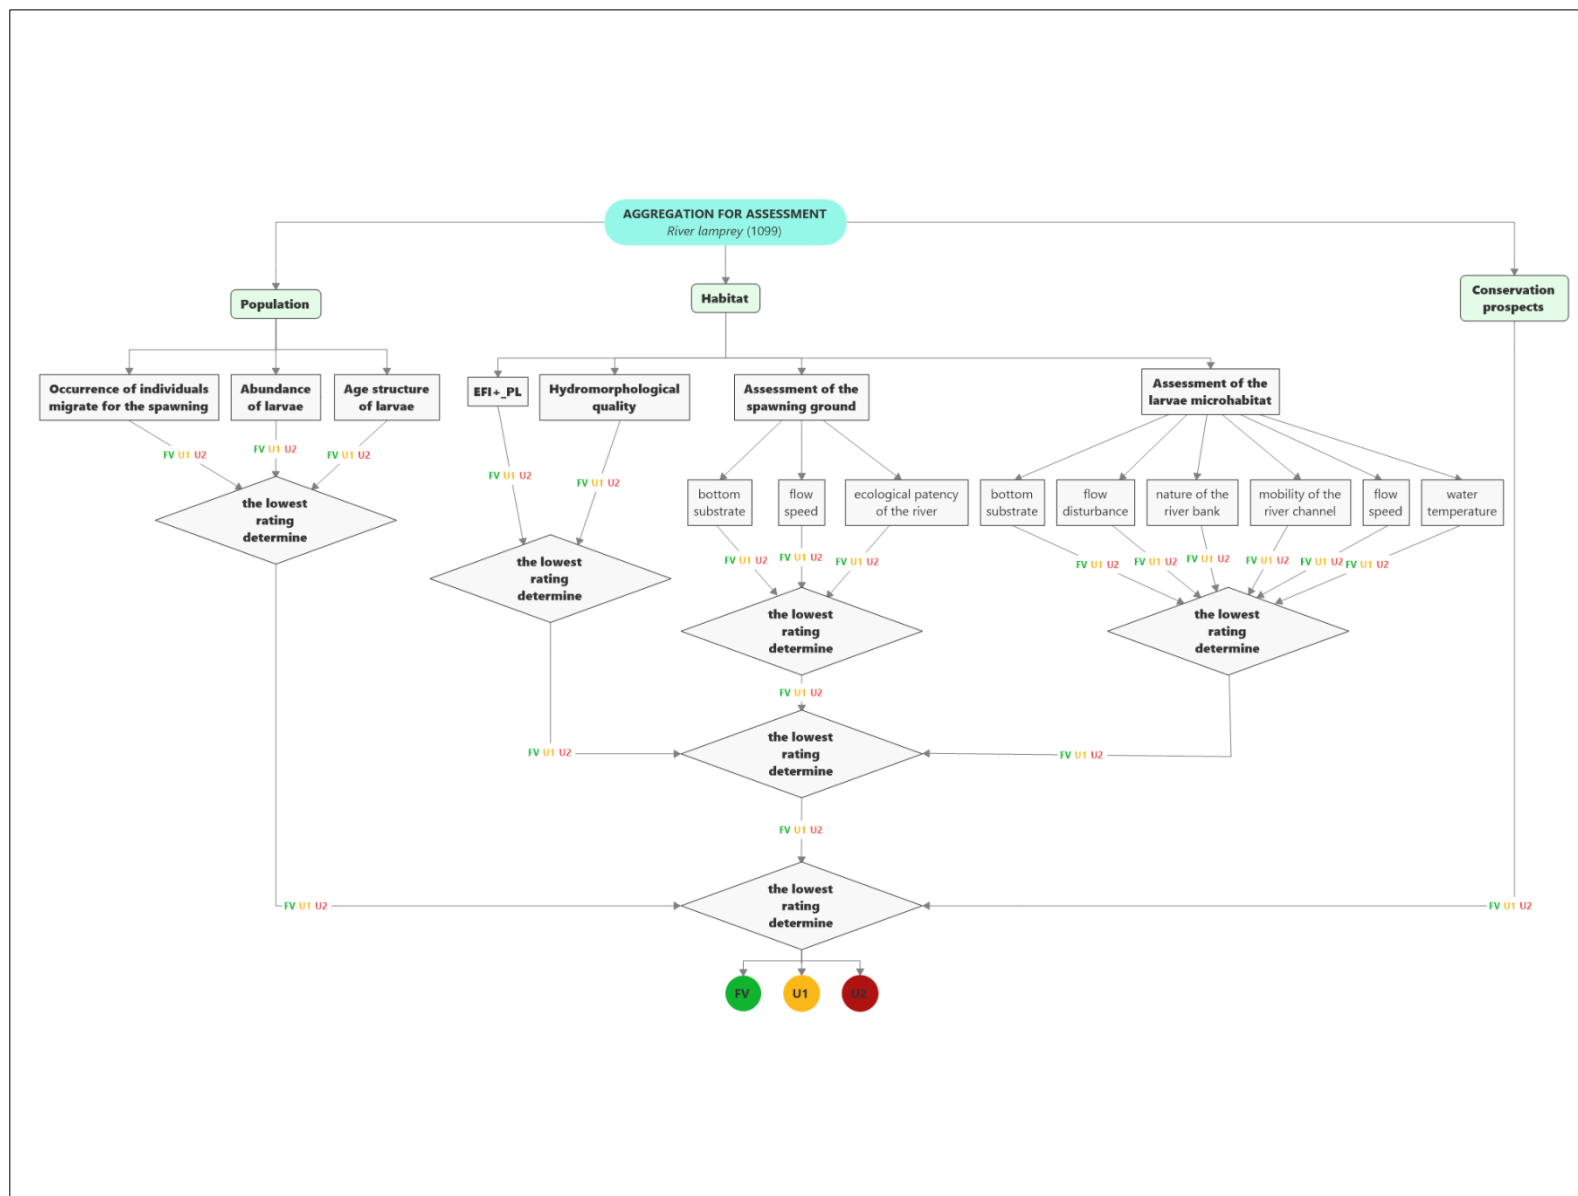 AGGREGATION FOR ASSESSMENT
River lamprey (1099)
Population
Habitat
Conservation
prospects
Occurrence of individuals
migrate for the spawning
Abundance
of larvae
Age structure
of larvae
EFI+_PL
Hydromorphological
quality
Assessment of the
spawning ground
Assessment of the
larvae microhabitat
FV U1 U2
FV U1 U2
FV U1 U2
FV U1 U2
FV U1 U2
bottom
substrate
flow
speed
ecological patency
of the river
bottom
substrate
flow
disturbance
nature of the
river bank
mobility of the
river channel
flow
speed
water
temperature
the lowest
rating
determine
FV U1 U2
FV U1 U2
FV U1 U2
FV U1 U2
FV U1 U2
FV U1 U2
FV U1 U2
FV U1 U2
FV U1 U2
the lowest
rating
determine
the lowest
rating
determine
the lowest
rating
determine
FV U1 U2
FV U1 U2
the lowest
rating
determine
FV U1 U2
FV U1 U2
FV U1 U2
the lowest
rating
determine
FV U1 U2
FV
U1
U2